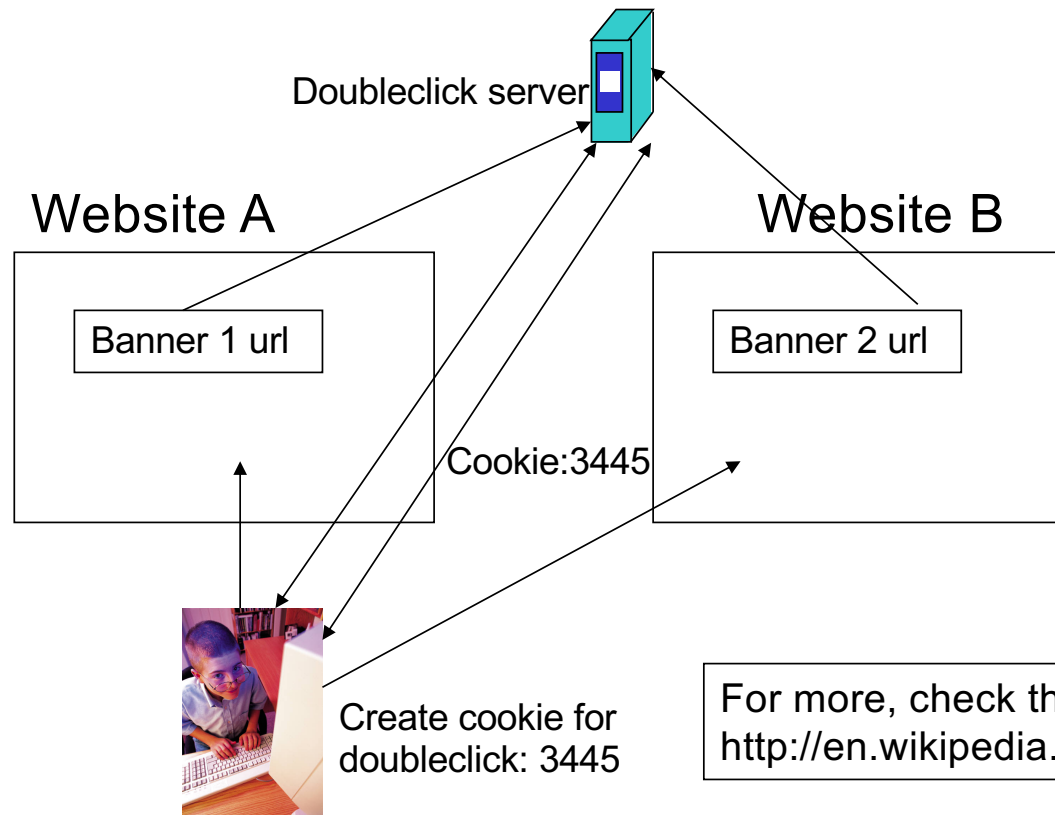 Doubleclick server
Website A
Website B
Banner 1 url
Banner 2 url
Cookie:3445
Create cookie for
doubleclick: 3445
For more, check
http://en.wikipedia.